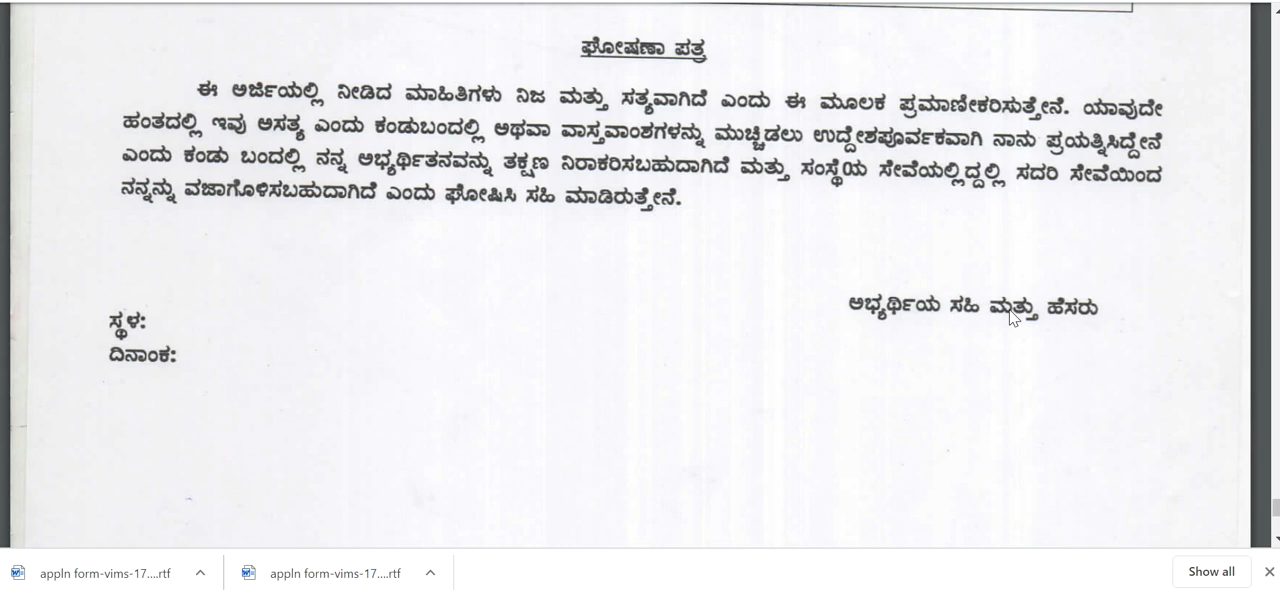 ಘೋಷಣಾ ಪತ್ರ
ಈ ಅರ್ಜಿಯಲ್ಲಿ ನೀಡಿದ ಮಾಹಿತಿಗಳು ನಿಜ ಮತ್ತು ಸತ್ಯವಾಗಿದೆ ಎಂದು ಈ ಮೂಲಕ ಪ್ರಮಾಣೀಕರಿಸುತ್ತೇನೆ. ಯಾವುದೇ
ಹಂತದಲ್ಲಿ ಇವು ಅಸತ್ಯ ಎಂದು ಕಂಡುಬಂದಲ್ಲಿ ಅಥವಾ ವಾಸ್ತವಾಂಶಗಳನ್ನು ಮುಚ್ಚಿಡಲು ಉದ್ದೇಶಪೂರ್ವಕವಾಗಿ ನಾನು ಪ್ರಯತ್ನಿಸಿದ್ದೇನೆ
ಎಂದು ಕಂಡು ಬಂದಲ್ಲಿ ನನ್ನ ಅಭ್ಯರ್ಥಿತನವನ್ನು ತಕ್ಷಣ ನಿರಾಕರಿಸಬಹುದಾಗಿದೆ ಮತ್ತು ಸಂಸ್ಥೆಯ ಸೇವೆಯಲ್ಲಿದ್ದಲ್ಲಿ ಸದರಿ ಸೇವೆಯಿಂದ
ನನ್ನನ್ನು ವಜಾಗೊಳಿಸಬಹುದಾಗಿದೆ ಎಂದು ಘೋಷಿಸಿ ಸಹಿ ಮಾಡಿರುತ್ತೇನೆ.
ಅಭ್ಯರ್ಥಿಯ ಸಹಿ ಮತ್ತು ಹೆಸರು
ಸ್ಥಳ:
ದಿನಾಂಕ:
appln form-vims-17....rtf appln form-vims-17....rtf Show all